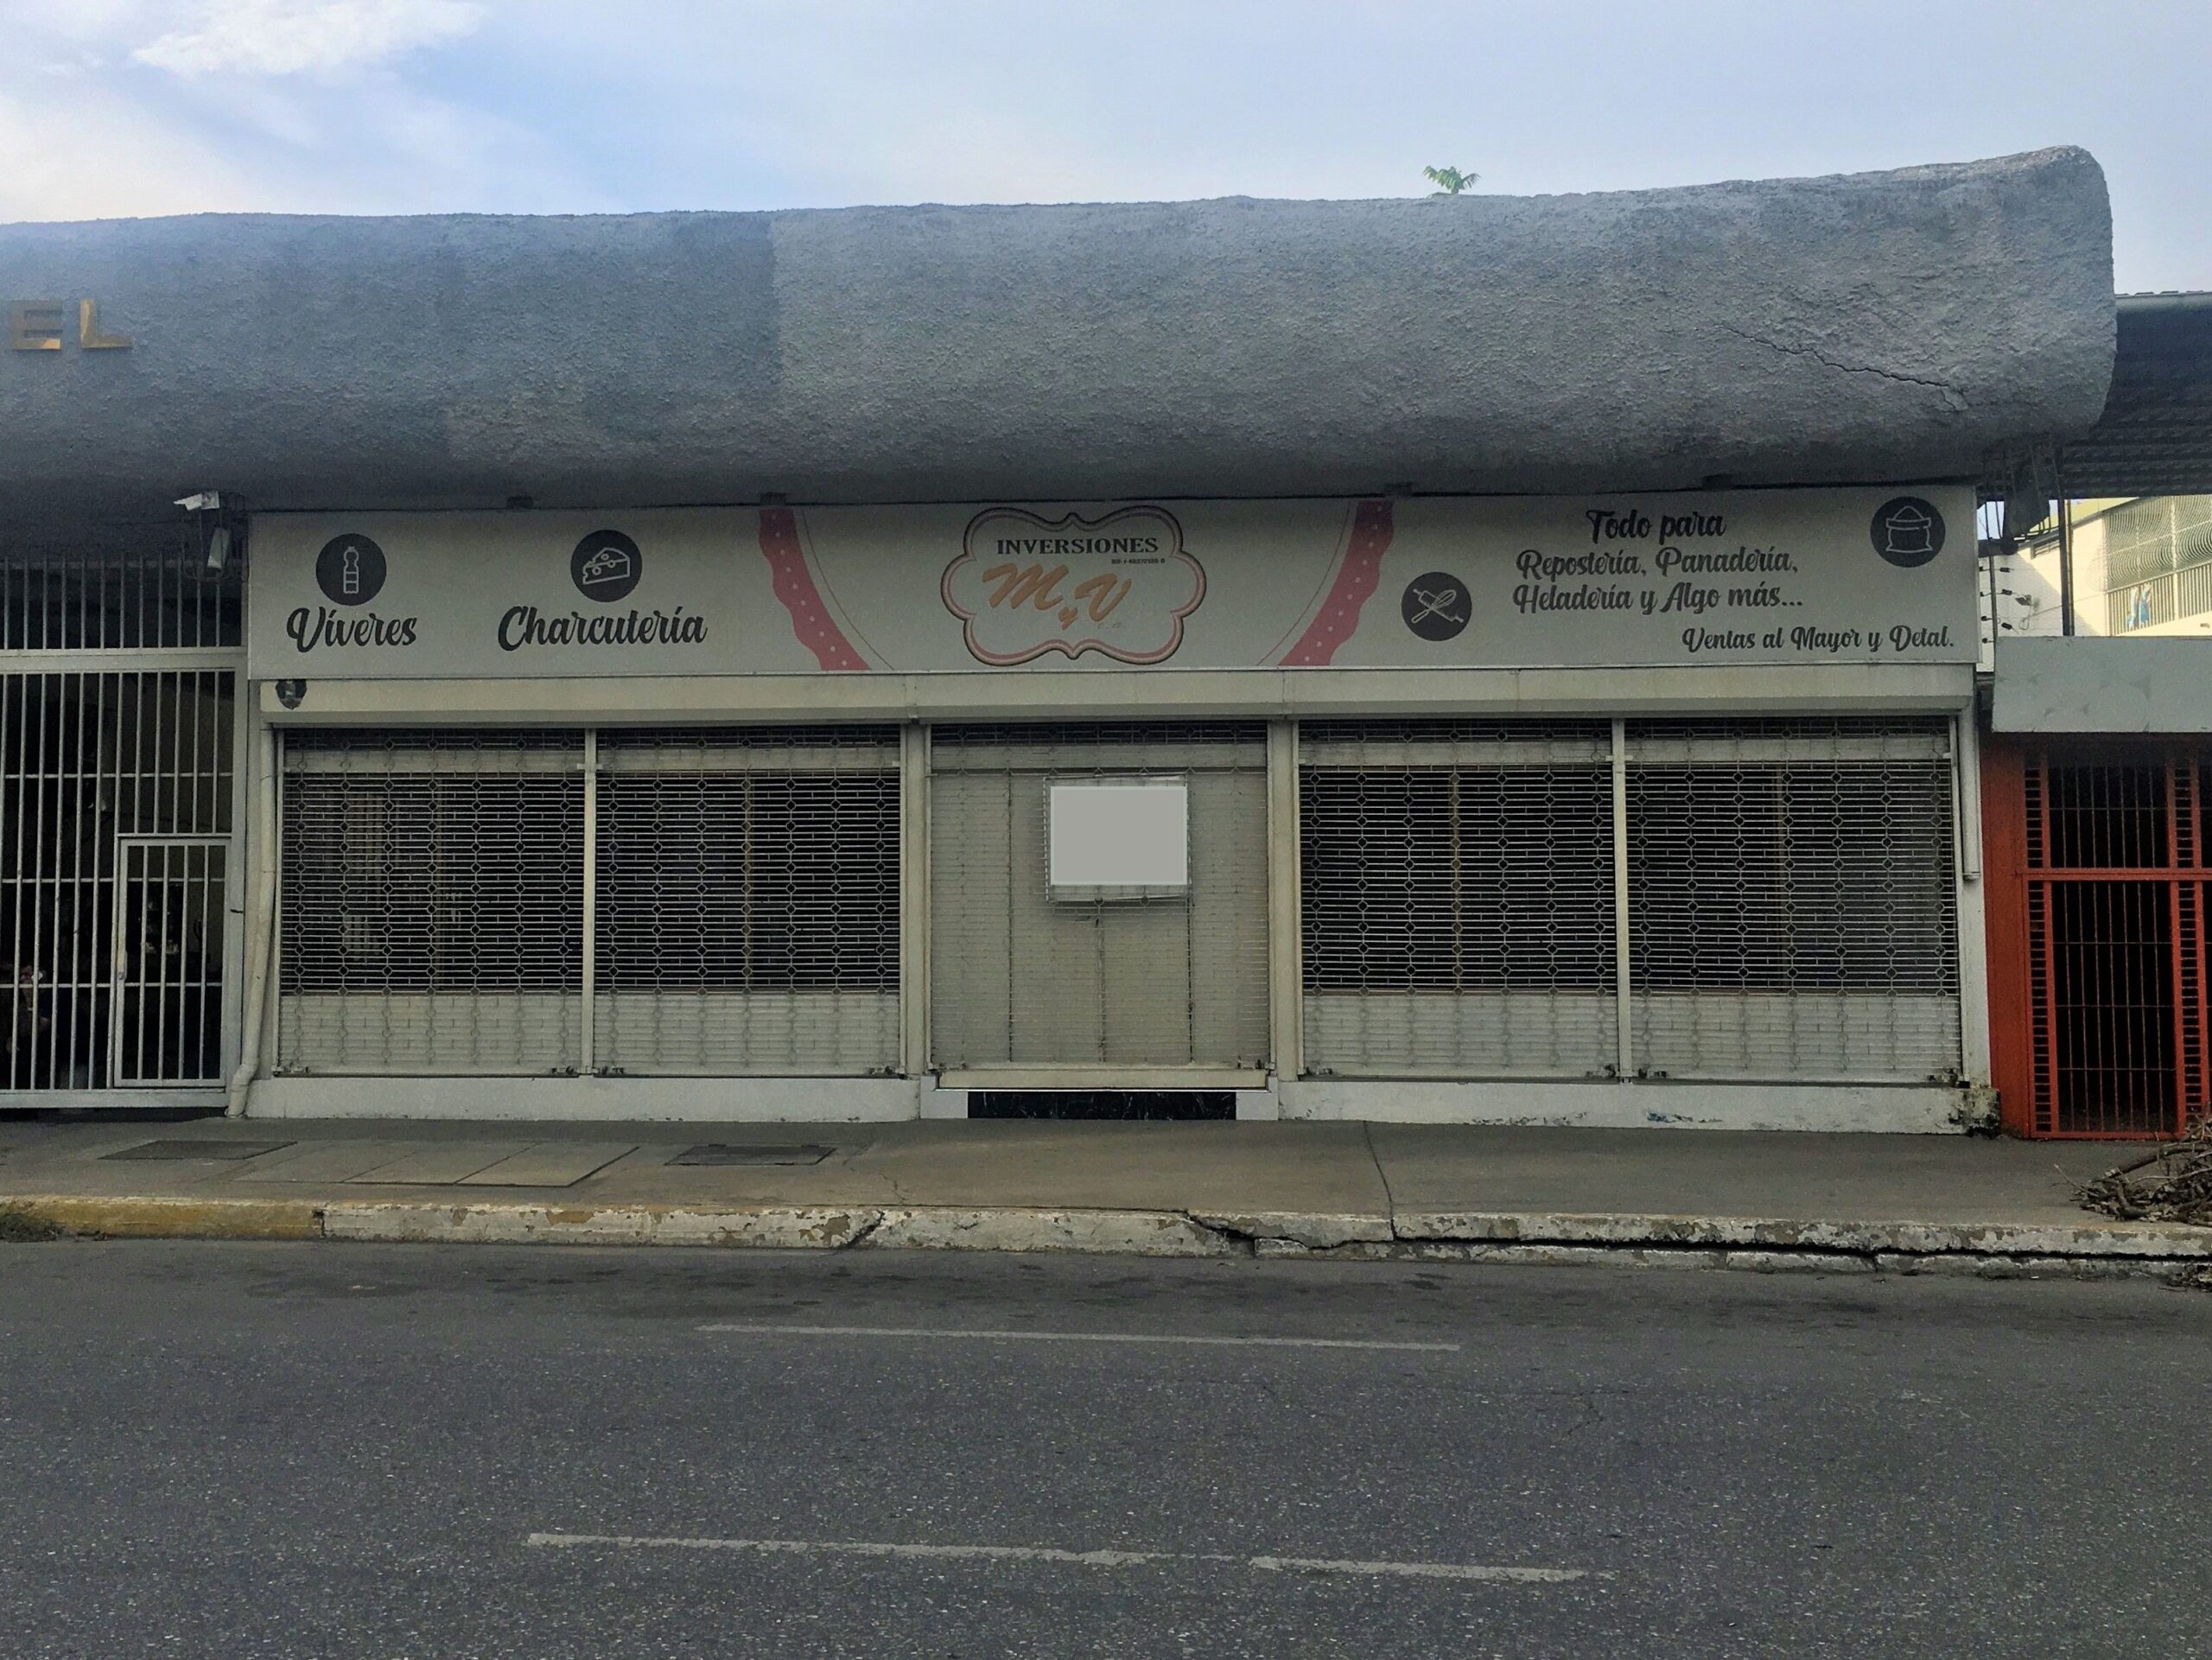 EL
Víveres
Charcutería
INVERSIONES
M y V
Todo para
Repostería, Panadería,
Heladería y Algo más...
Ventas al Mayor y Detal.